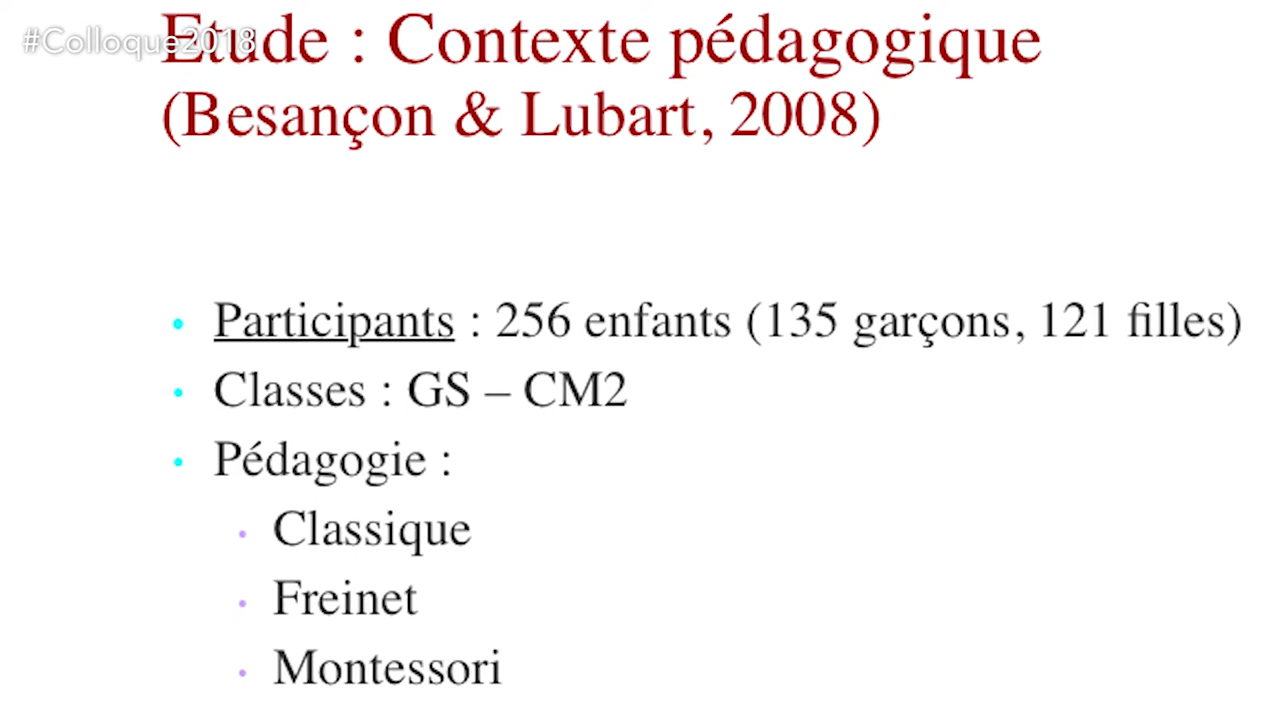 #Colloque2018
Etude : Contexte pédagogique
(Besançon & Lubart, 2008)
• Participants : 256 enfants (135 garçons, 121 filles)
• Classes : GS – CM2
• Pédagogie :
• Classique
• Freinet
• Montessori